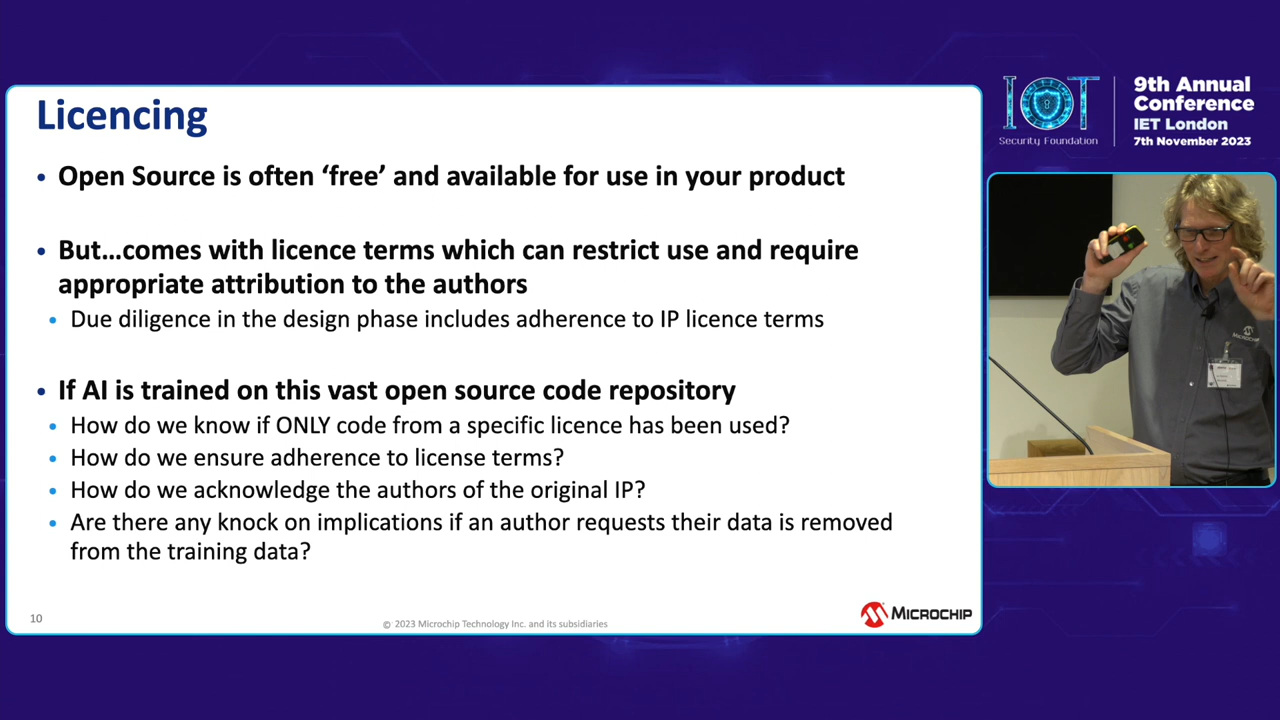 Licencing
• Open Source is often ‘free’ and available for use in your product
• But…comes with licence terms which can restrict use and require
appropriate attribution to the authors
• Due diligence in the design phase includes adherence to IP licence terms
• If AI is trained on this vast open source code repository
• How do we know if ONLY code from a specific licence has been used?
• How do we ensure adherence to license terms?
• How do we acknowledge the authors of the original IP?
• Are there any knock on implications if an author requests their data is removed
from the training data?
10
© 2023 Microchip Technology Inc. and its subsidiaries
MICROCHIP
IOT
Security Foundation
9th Annual
Conference
IET London
7th November 2023
MICROCHIP